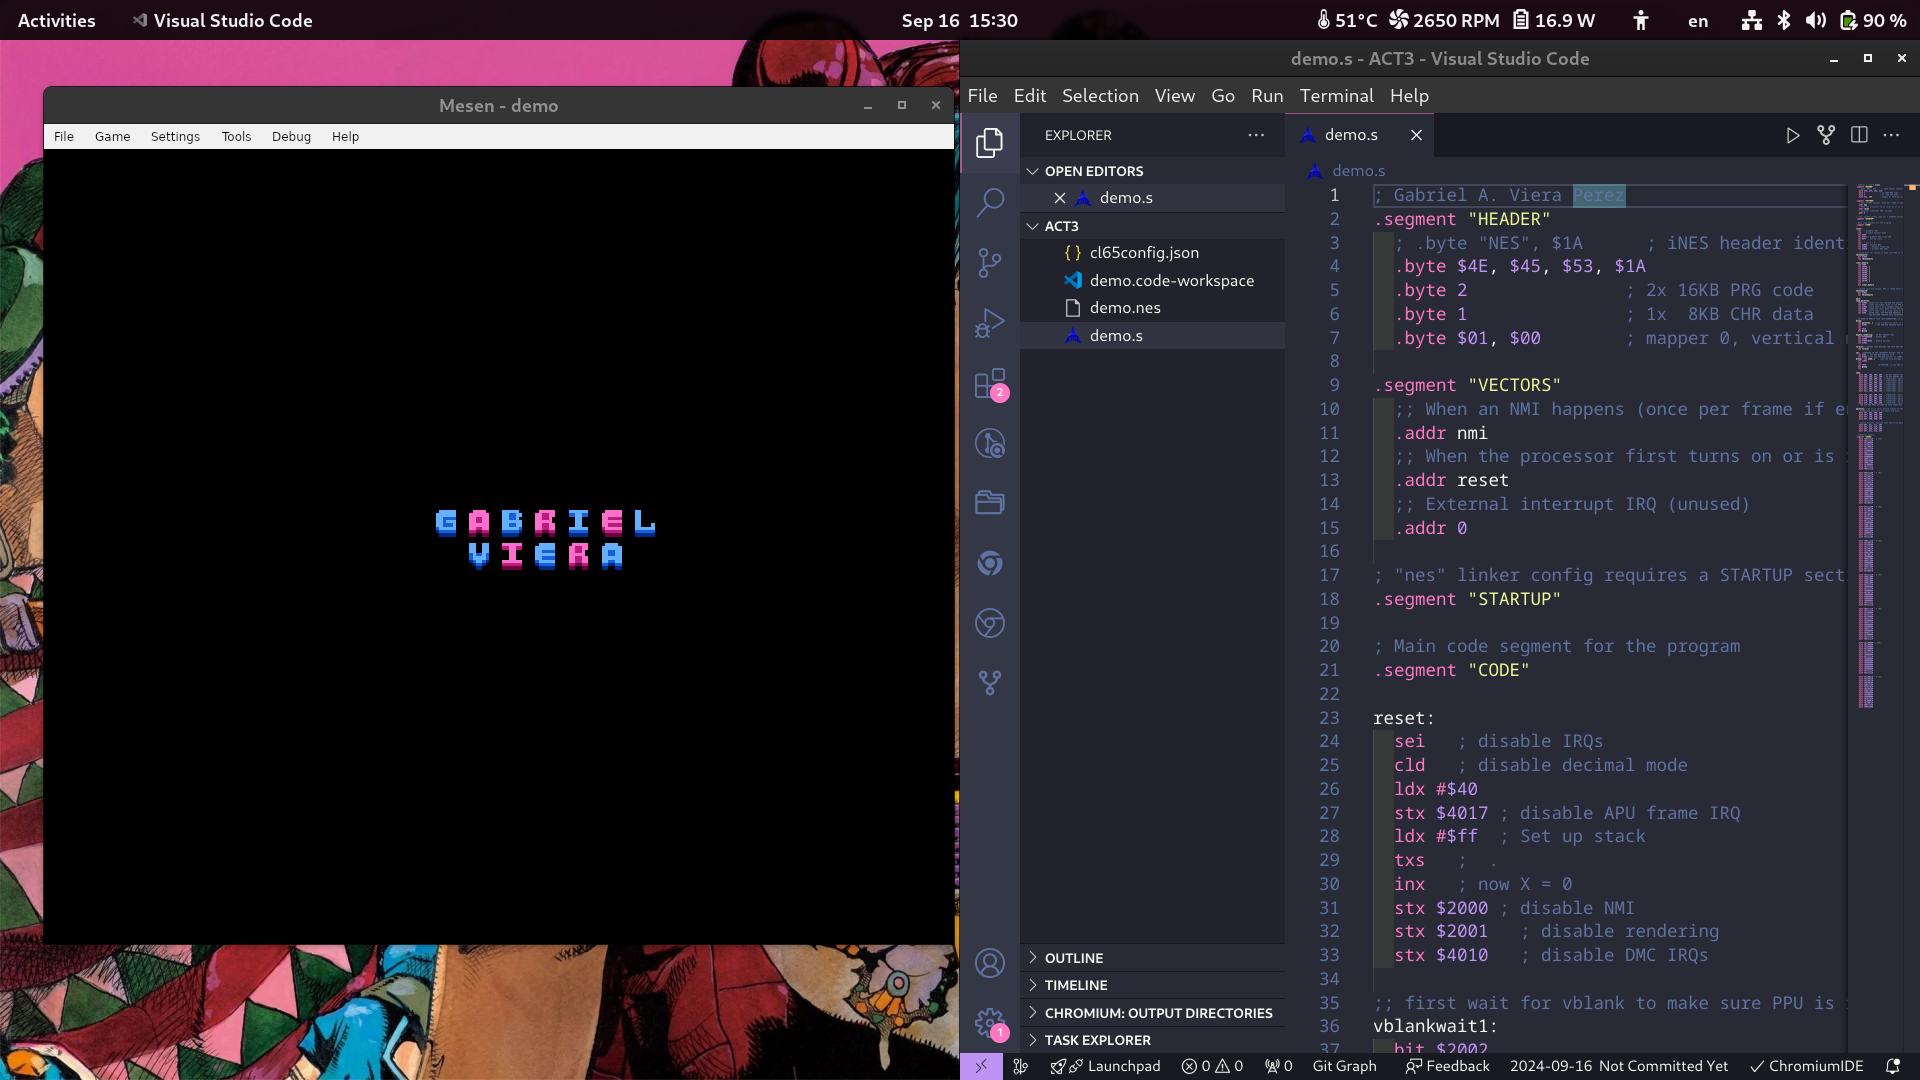 Activities
Visual Studio Code
Sep 16 15:30
51°C
2650 RPM
16.9 W
en
90 %
Mesen - demo
File Game Settings Tools Debug Help
GABRIEL
VIERA
demo.s - ACT3 - Visual Studio Code
File Edit Selection View Go Run Terminal Help
EXPLORER
OPEN EDITORS
demo.s
ACT3
{} cl65config.json
demo.code-workspace
demo.nes
demo.s
OUTLINE
TIMELINE
CHROMIUM: OUTPUT DIRECTORIES
TASK EXPLORER
2
1
demo.s
demo.s
1 ; Gabriel A. Viera Perez
2 .segment "HEADER"
3 ; .byte "NES", $1A ; iNES header ident
4 .byte $4E, $45, $53, $1A
5 .byte 2 ; 2x 16KB PRG code
6 .byte 1 ; 1x 8KB CHR data
7 .byte $01, $00 ; mapper 0, vertical
8
9 .segment "VECTORS"
10 ;; When an NMI happens (once per frame if e
11 .addr nmi
12 ;; When the processor first turns on or is
13 .addr reset
14 ;; External interrupt IRQ (unused)
15 .addr 0
16
17 ; "nes" linker config requires a STARTUP sect
18 .segment "STARTUP"
19
20 ; Main code segment for the program
21 .segment "CODE"
22
23 reset:
24 sei ; disable IRQs
25 cld ; disable decimal mode
26 ldx #$40
27 stx $4017 ; disable APU frame IRQ
28 ldx #$ff ; Set up stack
29 txs ; .
30 inx ; now X = 0
31 stx $2000 ; disable NMI
32 stx $2001 ; disable rendering
33 stx $4010 ; disable DMC IRQs
34
35 ;; first wait for vblank to make sure PPU is
36 vblankwait1:
37 bit $2002
Launchpad 0 0 0 Git Graph Feedback 2024-09-16 Not Committed Yet ChromiumIDE